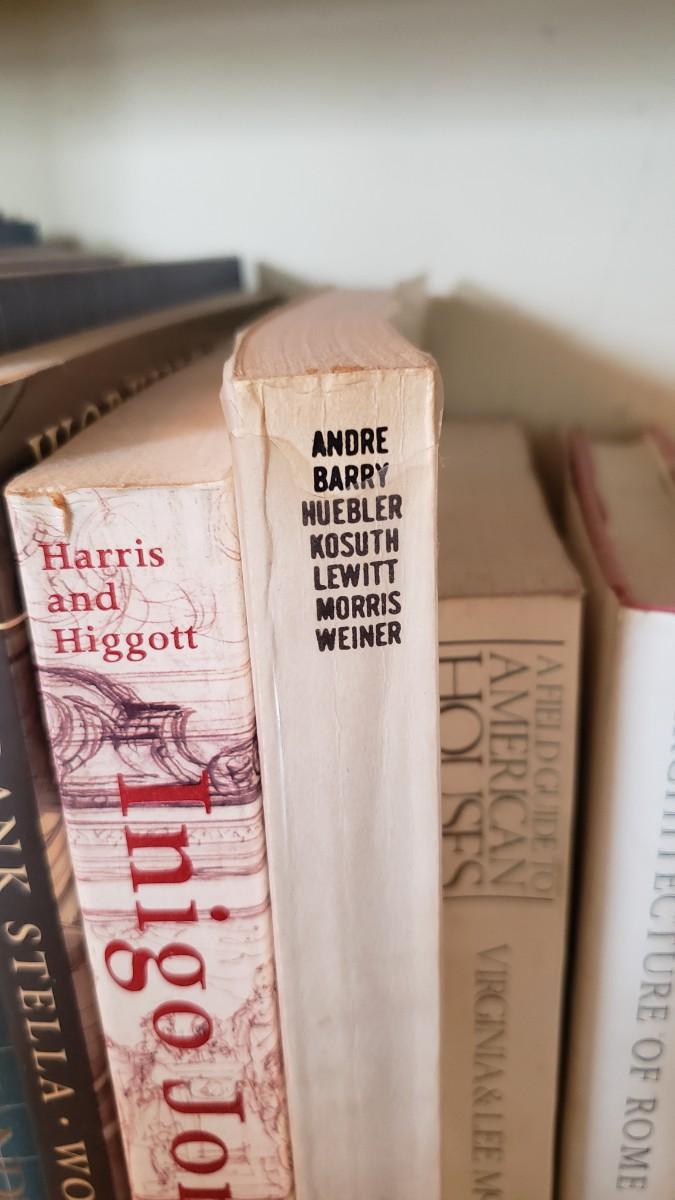 ANK STELLA · WO
Harris
and
Higgott
Inigo Jo
ANDRE
BARRY
HUEBLER
KOSUTH
LEWITT
MORRIS
WEINER
A FIELD GUIDE TO
AMERICAN
HOUSES
VIRGINIA & LEE M
ARCHITECTURE OF ROME